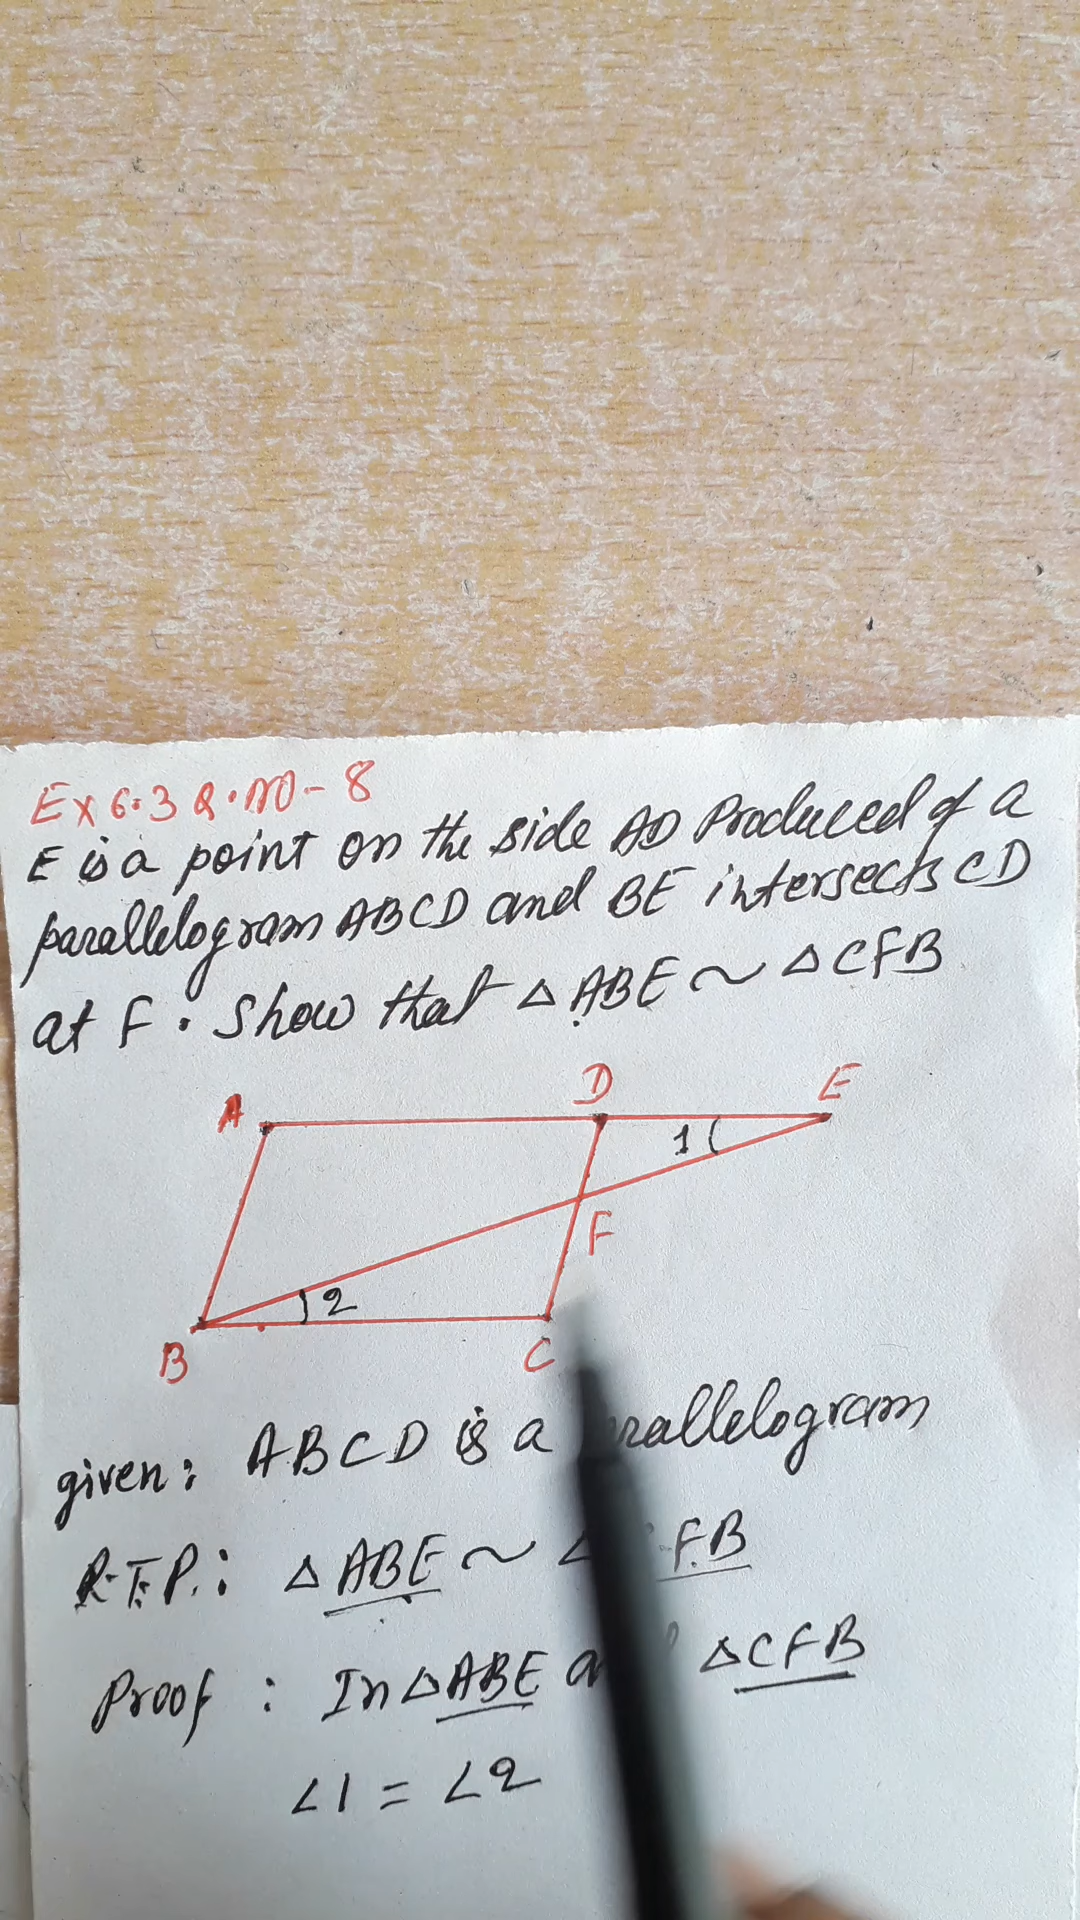 Ex 6.3 Q.NO-8
E is a point on the side AD Produced of a
parallelogram ABCD and BE intersects CD
at F. Show that △ABE ~ △CFB
A D E
1
F
2
B C
given: ABCD is a
R.T.P.: △ABE ~ FB
Proof : In △ABE △CFB
∠1 = ∠2